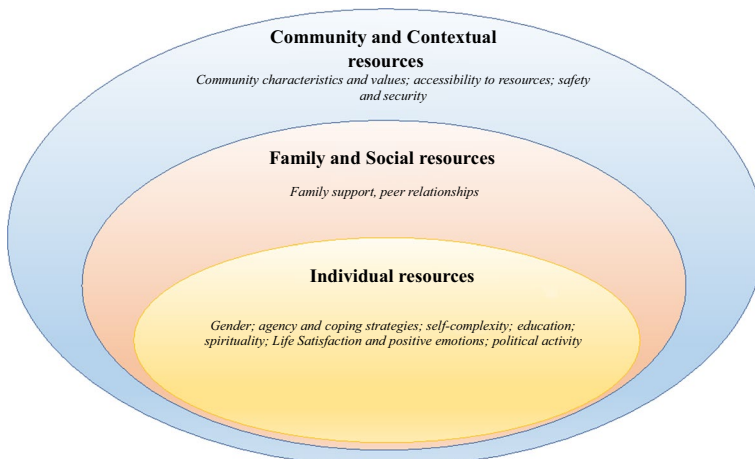 Community and Contextual
resources
Community characteristics and values; accessibility to resources; safety
and security
Family and Social resources
Family support, peer relationships
Individual resources
Gender; agency and coping strategies; self-complexity; education;
spirituality; Life Satisfaction and positive emotions; political activity